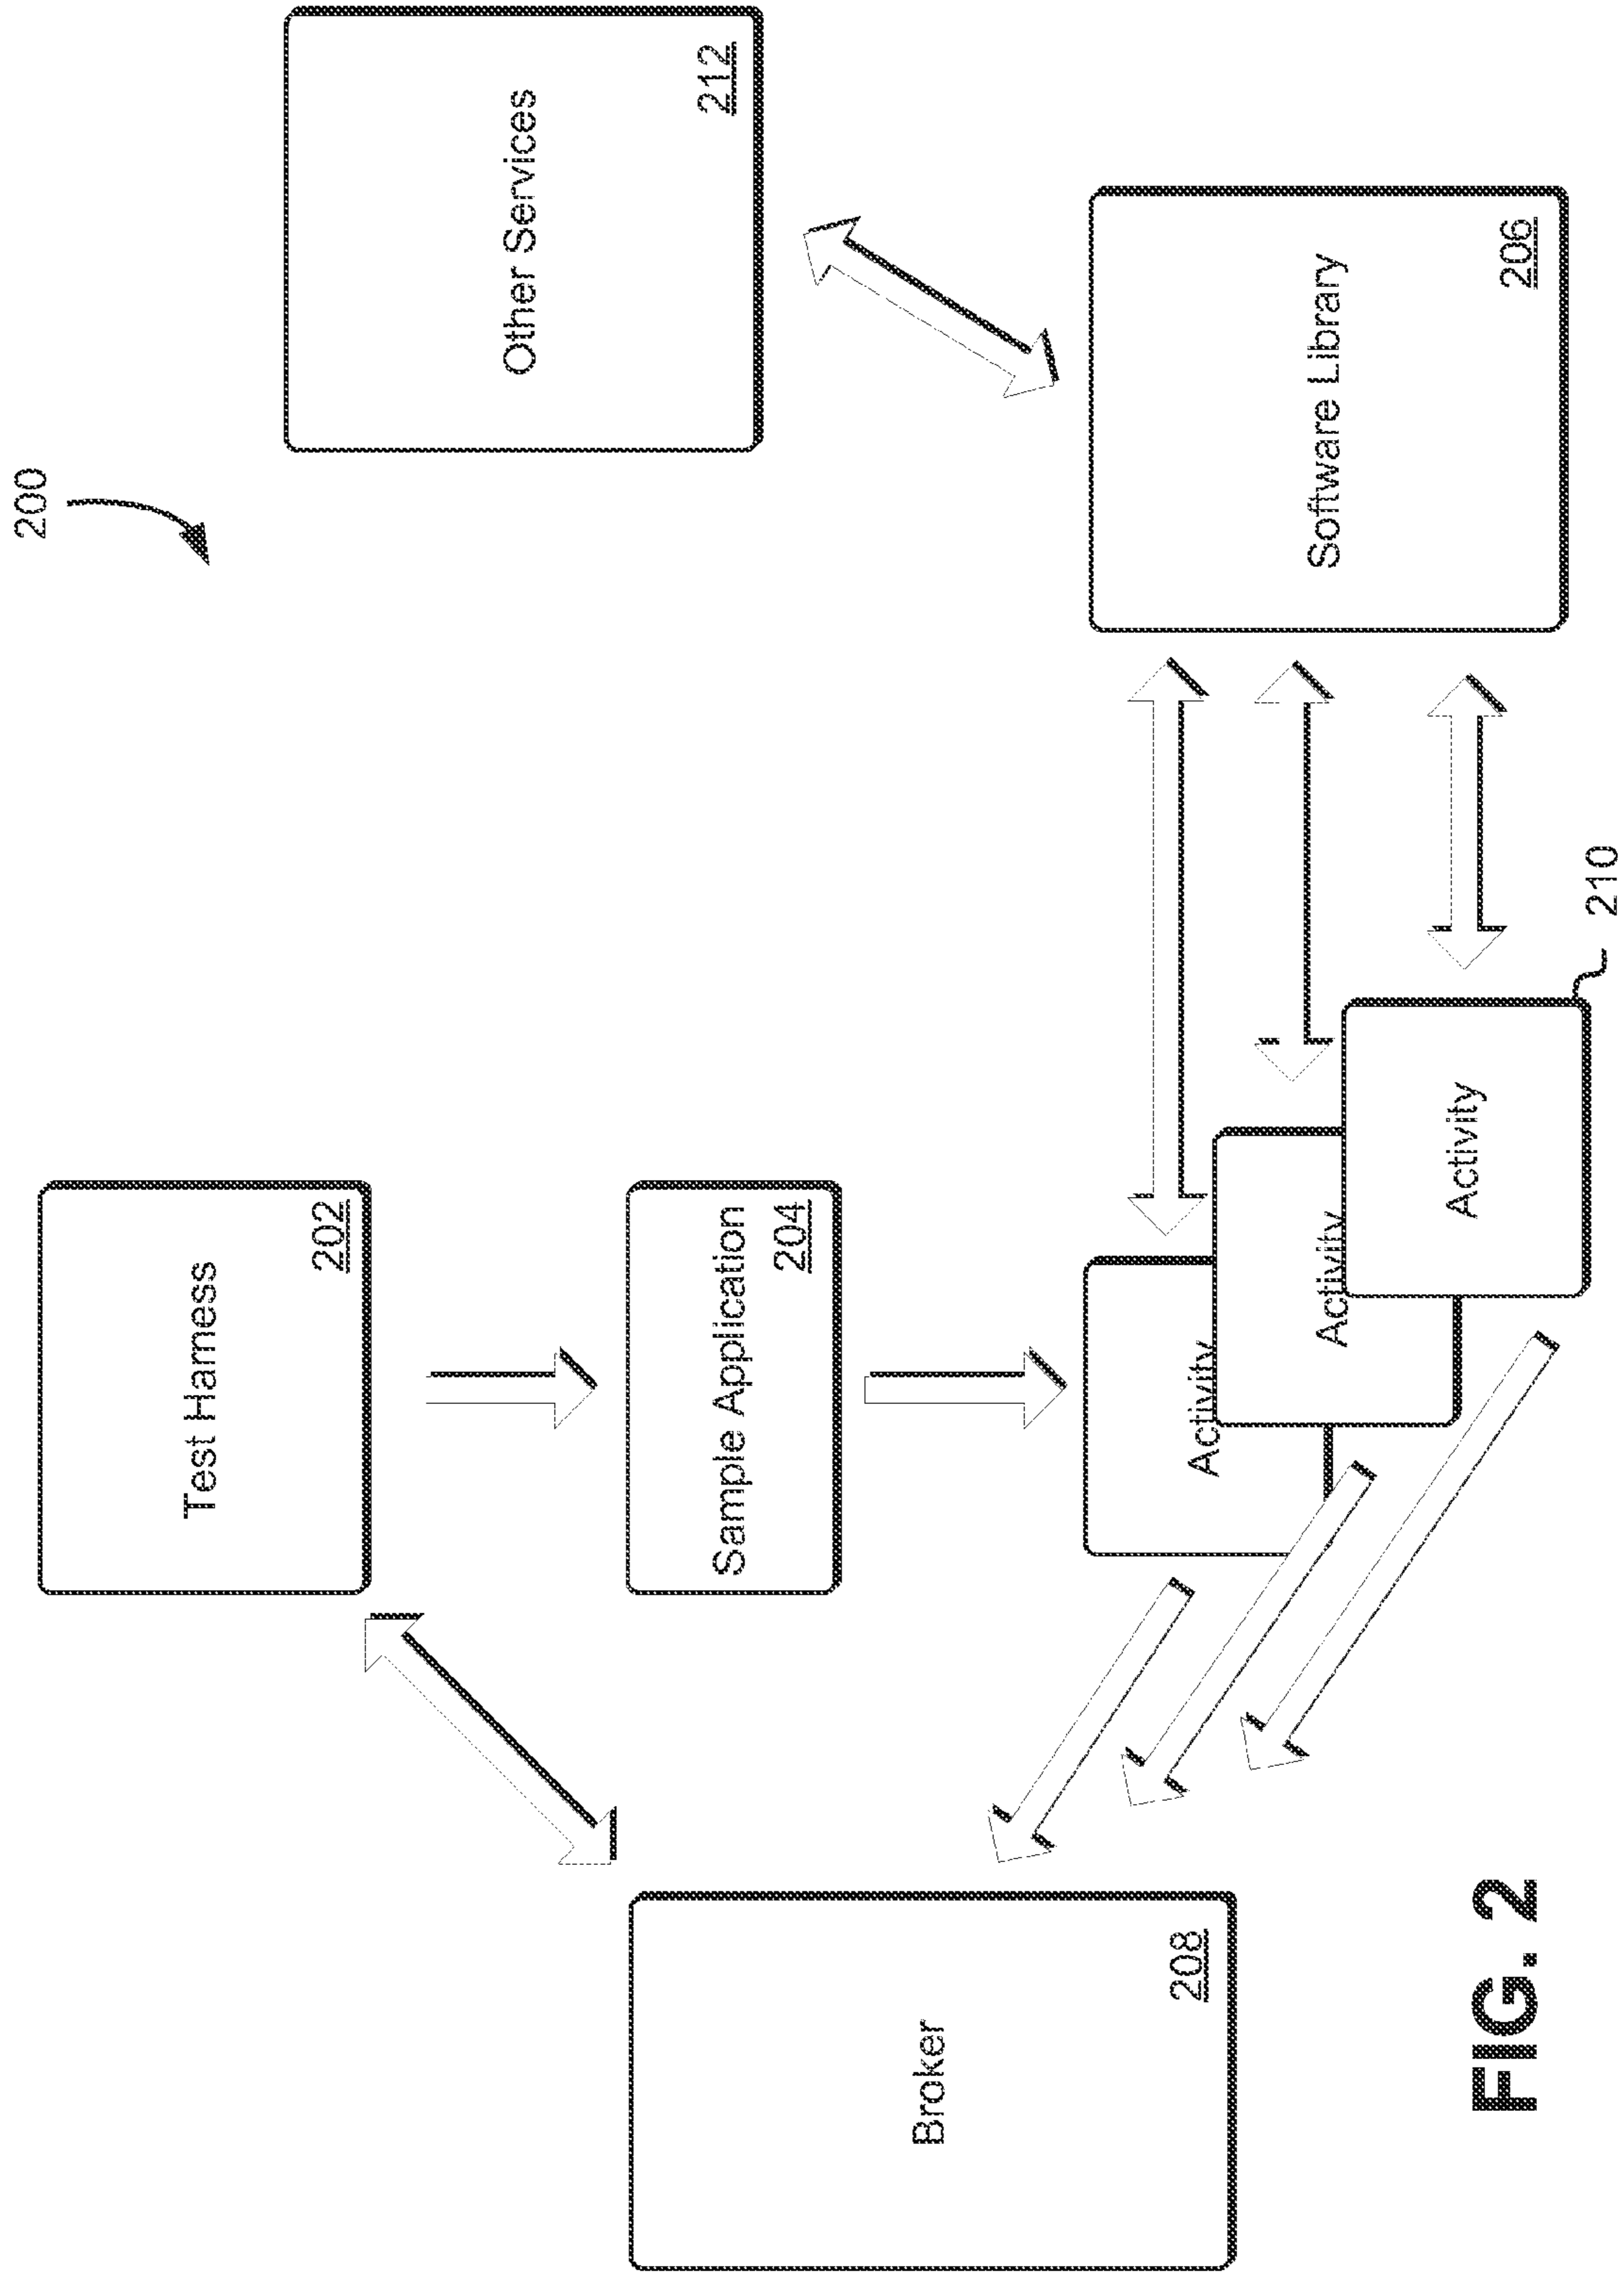 200
Test Harness
202
Other Services
212
Sample Application
204
Broker
208
Activity
Activity
Activity
210
Software Library
206
FIG. 2